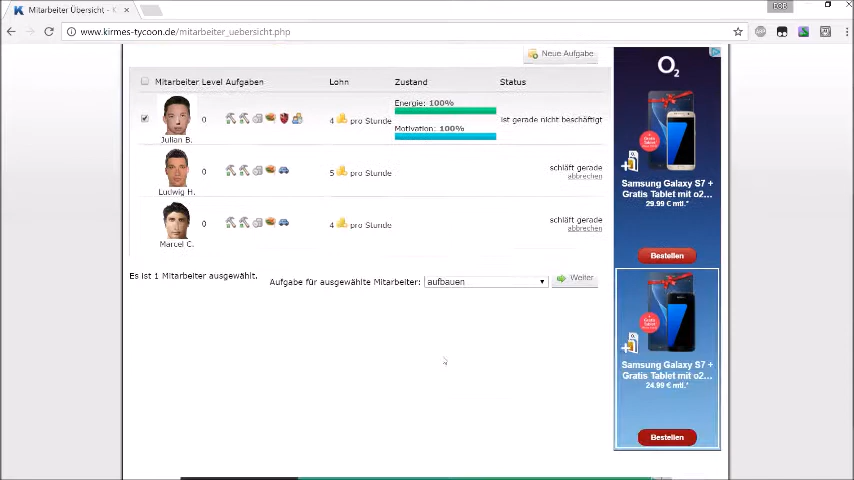 Mitarbeiter Übersicht - K
www.kirmes-tycoon.de/mitarbeiter_uebersicht.php
Neue Aufgabe
Mitarbeiter Level Aufgaben Lohn Zustand Status
Julian B. 0 4 pro Stunde
Energie: 100%
Motivation: 100%
ist gerade nicht beschäftigt
Ludwig H. 0 5 pro Stunde
schläft gerade
abbrechen
Marcel C. 0 4 pro Stunde
schläft gerade
abbrechen
Es ist 1 Mitarbeiter ausgewählt.
Aufgabe für ausgewählte Mitarbeiter: aufbauen Weiter
O2
Samsung Galaxy S7 +
Gratis Tablet mit o2...
29.99 € mtl.*
Bestellen
Samsung Galaxy S7 +
Gratis Tablet mit o2...
24.99 € mtl.*
Bestellen